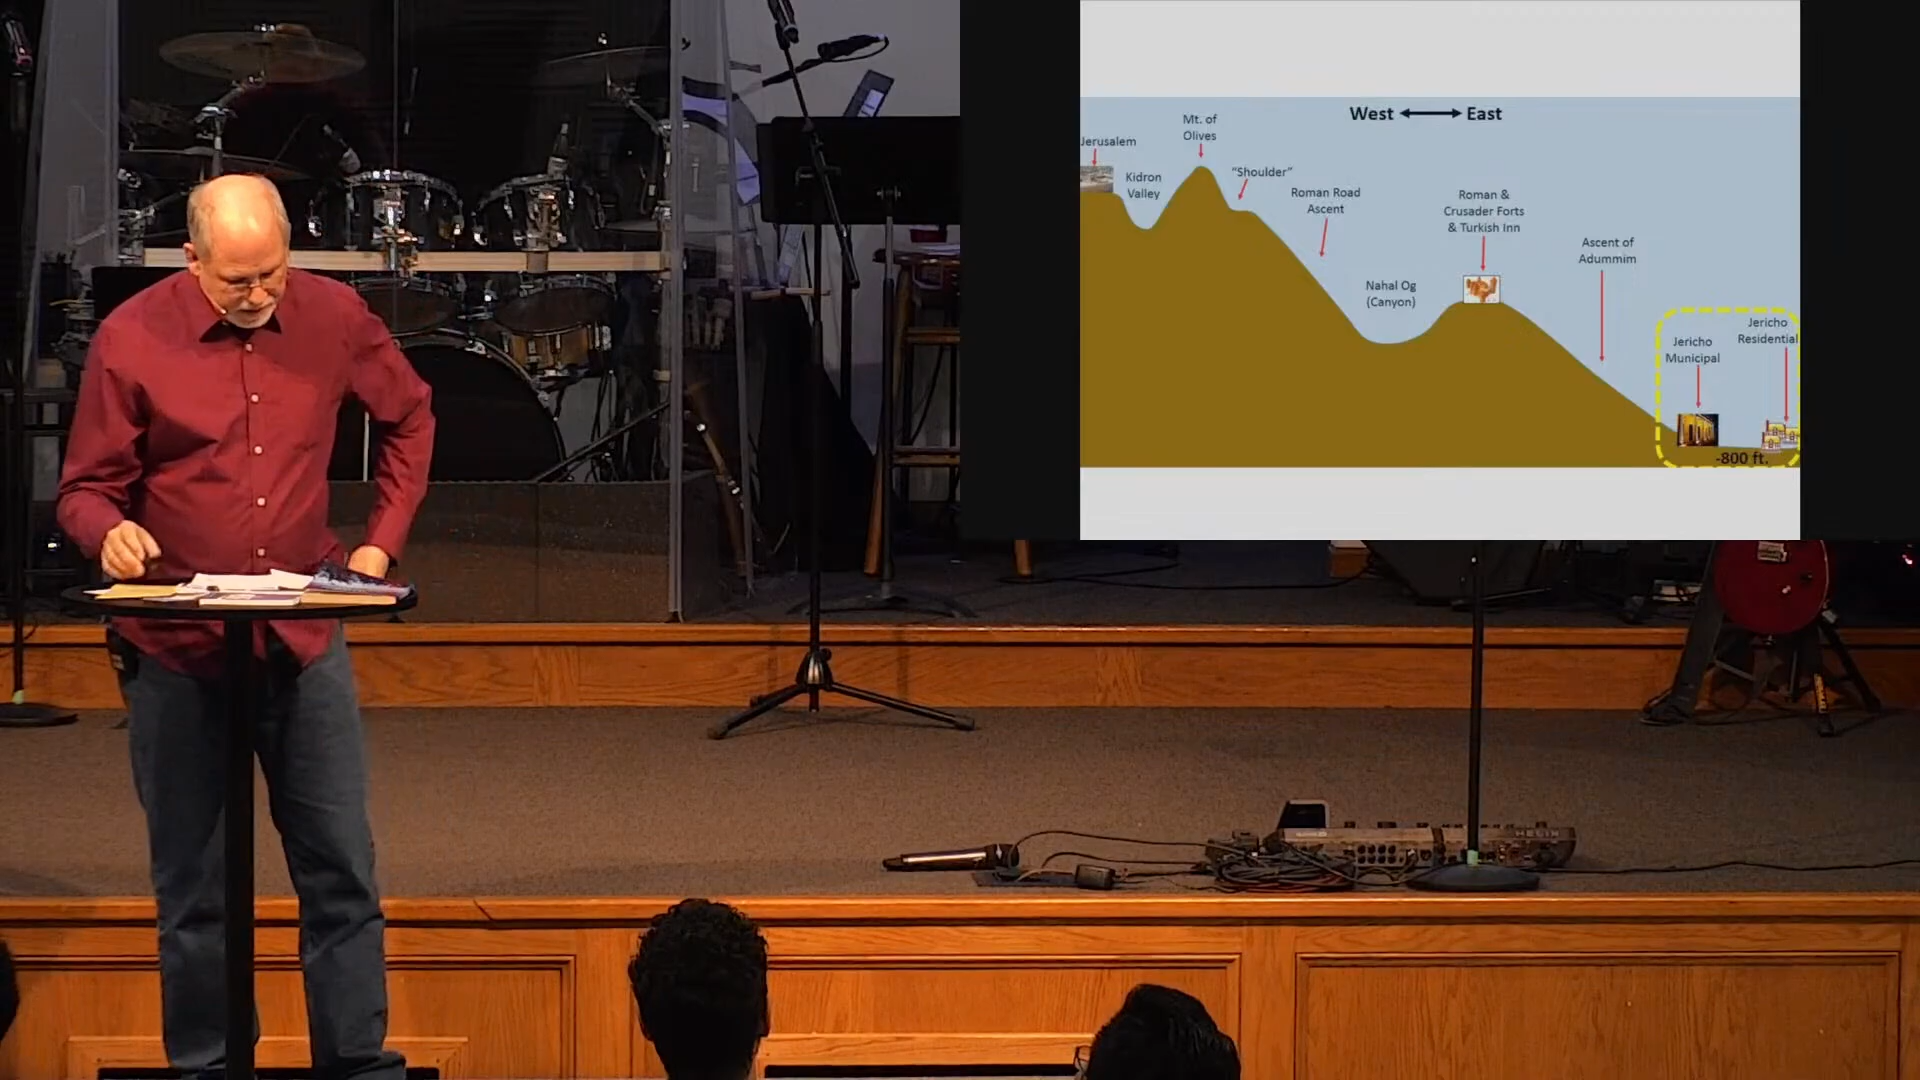 West East
Mt. of
Olives
Jerusalem
Kidron
Valley
"Shoulder"
Roman Road
Ascent
Roman &
Crusader Forts
& Turkish Inn
Ascent of
Adummim
Nahal Og
(Canyon)
Jericho
Municipal
Jericho
Residential
-800 ft.
HELIX